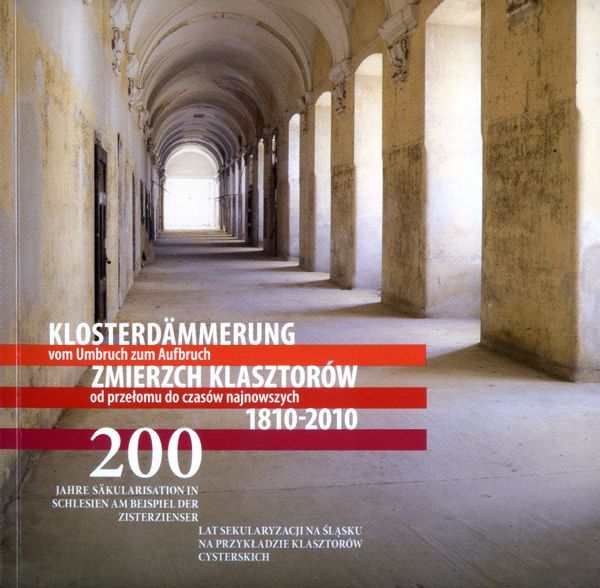 KLOSTERDÄMMERUNG
vom Umbruch zum Aufbruch
ZMIERZCH KLASZTORÓW
od przełomu do czasów najnowszych
1810-2010
200
JAHRE SÄKULARISATION IN
SCHLESIEN AM BEISPIEL DER
ZISTERZIENSER
LAT SEKULARYZACJI NA ŚLĄSKU
NA PRZYKŁADZIE KLASZTORÓW
CYSTERSKICH